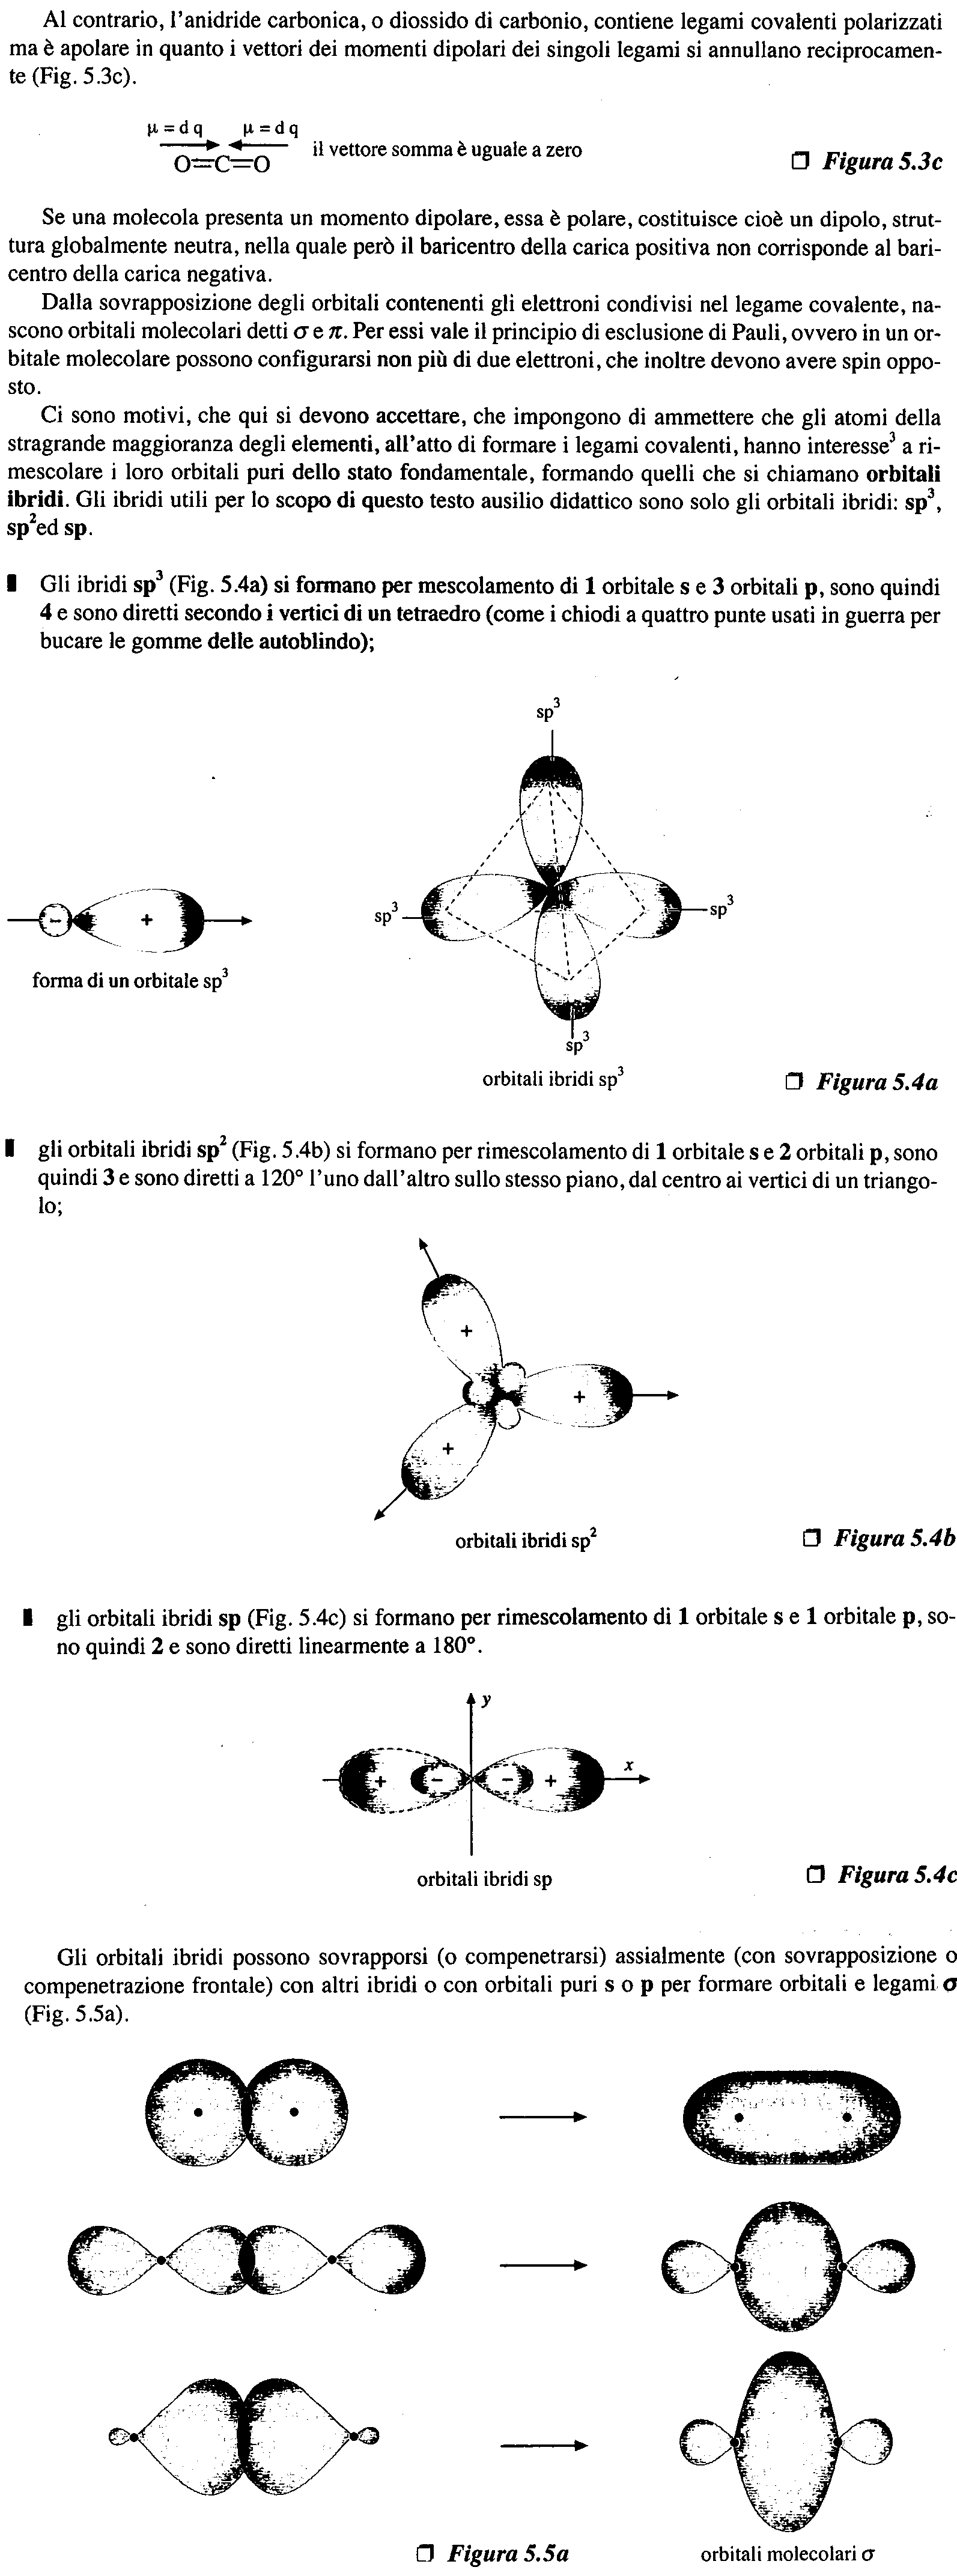 Al contrario, l'anidride carbonica, o diossido di carbonio, contiene legami covalenti polarizzati
ma è apolare in quanto i vettori dei momenti dipolari dei singoli legami si annullano reciprocamen-
te (Fig. 5.3c).
μ = d q μ = d q
O=C=O il vettore somma è uguale a zero
Figura 5.3c
Se una molecola presenta un momento dipolare, essa è polare, costituisce cioè un dipolo, strut-
tura globalmente neutra, nella quale però il baricentro della carica positiva non corrisponde al bari-
centro della carica negativa.
Dalla sovrapposizione degli orbitali contenenti gli elettroni condivisi nel legame covalente, na-
scono orbitali molecolari detti σ e π. Per essi vale il principio di esclusione di Pauli, ovvero in un or-
bitale molecolare possono configurarsi non più di due elettroni, che inoltre devono avere spin oppo-
sto.
Ci sono motivi, che qui si devono accettare, che impongono di ammettere che gli atomi della
stragrande maggioranza degli elementi, all'atto di formare i legami covalenti, hanno interesse³ a ri-
mescolare i loro orbitali puri dello stato fondamentale, formando quelli che si chiamano orbitali
ibridi. Gli ibridi utili per lo scopo di questo testo ausilio didattico sono solo gli orbitali ibridi: sp³,
sp²ed sp.
Gli ibridi sp³ (Fig. 5.4a) si formano per mescolamento di 1 orbitale s e 3 orbitali p, sono quindi
4 e sono diretti secondo i vertici di un tetraedro (come i chiodi a quattro punte usati in guerra per
bucare le gomme delle autoblindo);
sp³
sp³
sp³
- +
forma di un orbitale sp³
sp³
orbitali ibridi sp³
Figura 5.4a
gli orbitali ibridi sp² (Fig. 5.4b) si formano per rimescolamento di 1 orbitale s e 2 orbitali p, sono
quindi 3 e sono diretti a 120° l'uno dall'altro sullo stesso piano, dal centro ai vertici di un triango-
lo;
+
+
+
orbitali ibridi sp²
Figura 5.4b
gli orbitali ibridi sp (Fig. 5.4c) si formano per rimescolamento di 1 orbitale s e 1 orbitale p, so-
no quindi 2 e sono diretti linearmente a 180°.
y
x
+ - - +
orbitali ibridi sp
Figura 5.4c
Gli orbitali ibridi possono sovrapporsi (o compenetrarsi) assialmente (con sovrapposizione o
compenetrazione frontale) con altri ibridi o con orbitali puri s o p per formare orbitali e legami σ
(Fig. 5.5a).
Figura 5.5a
orbitali molecolari σ